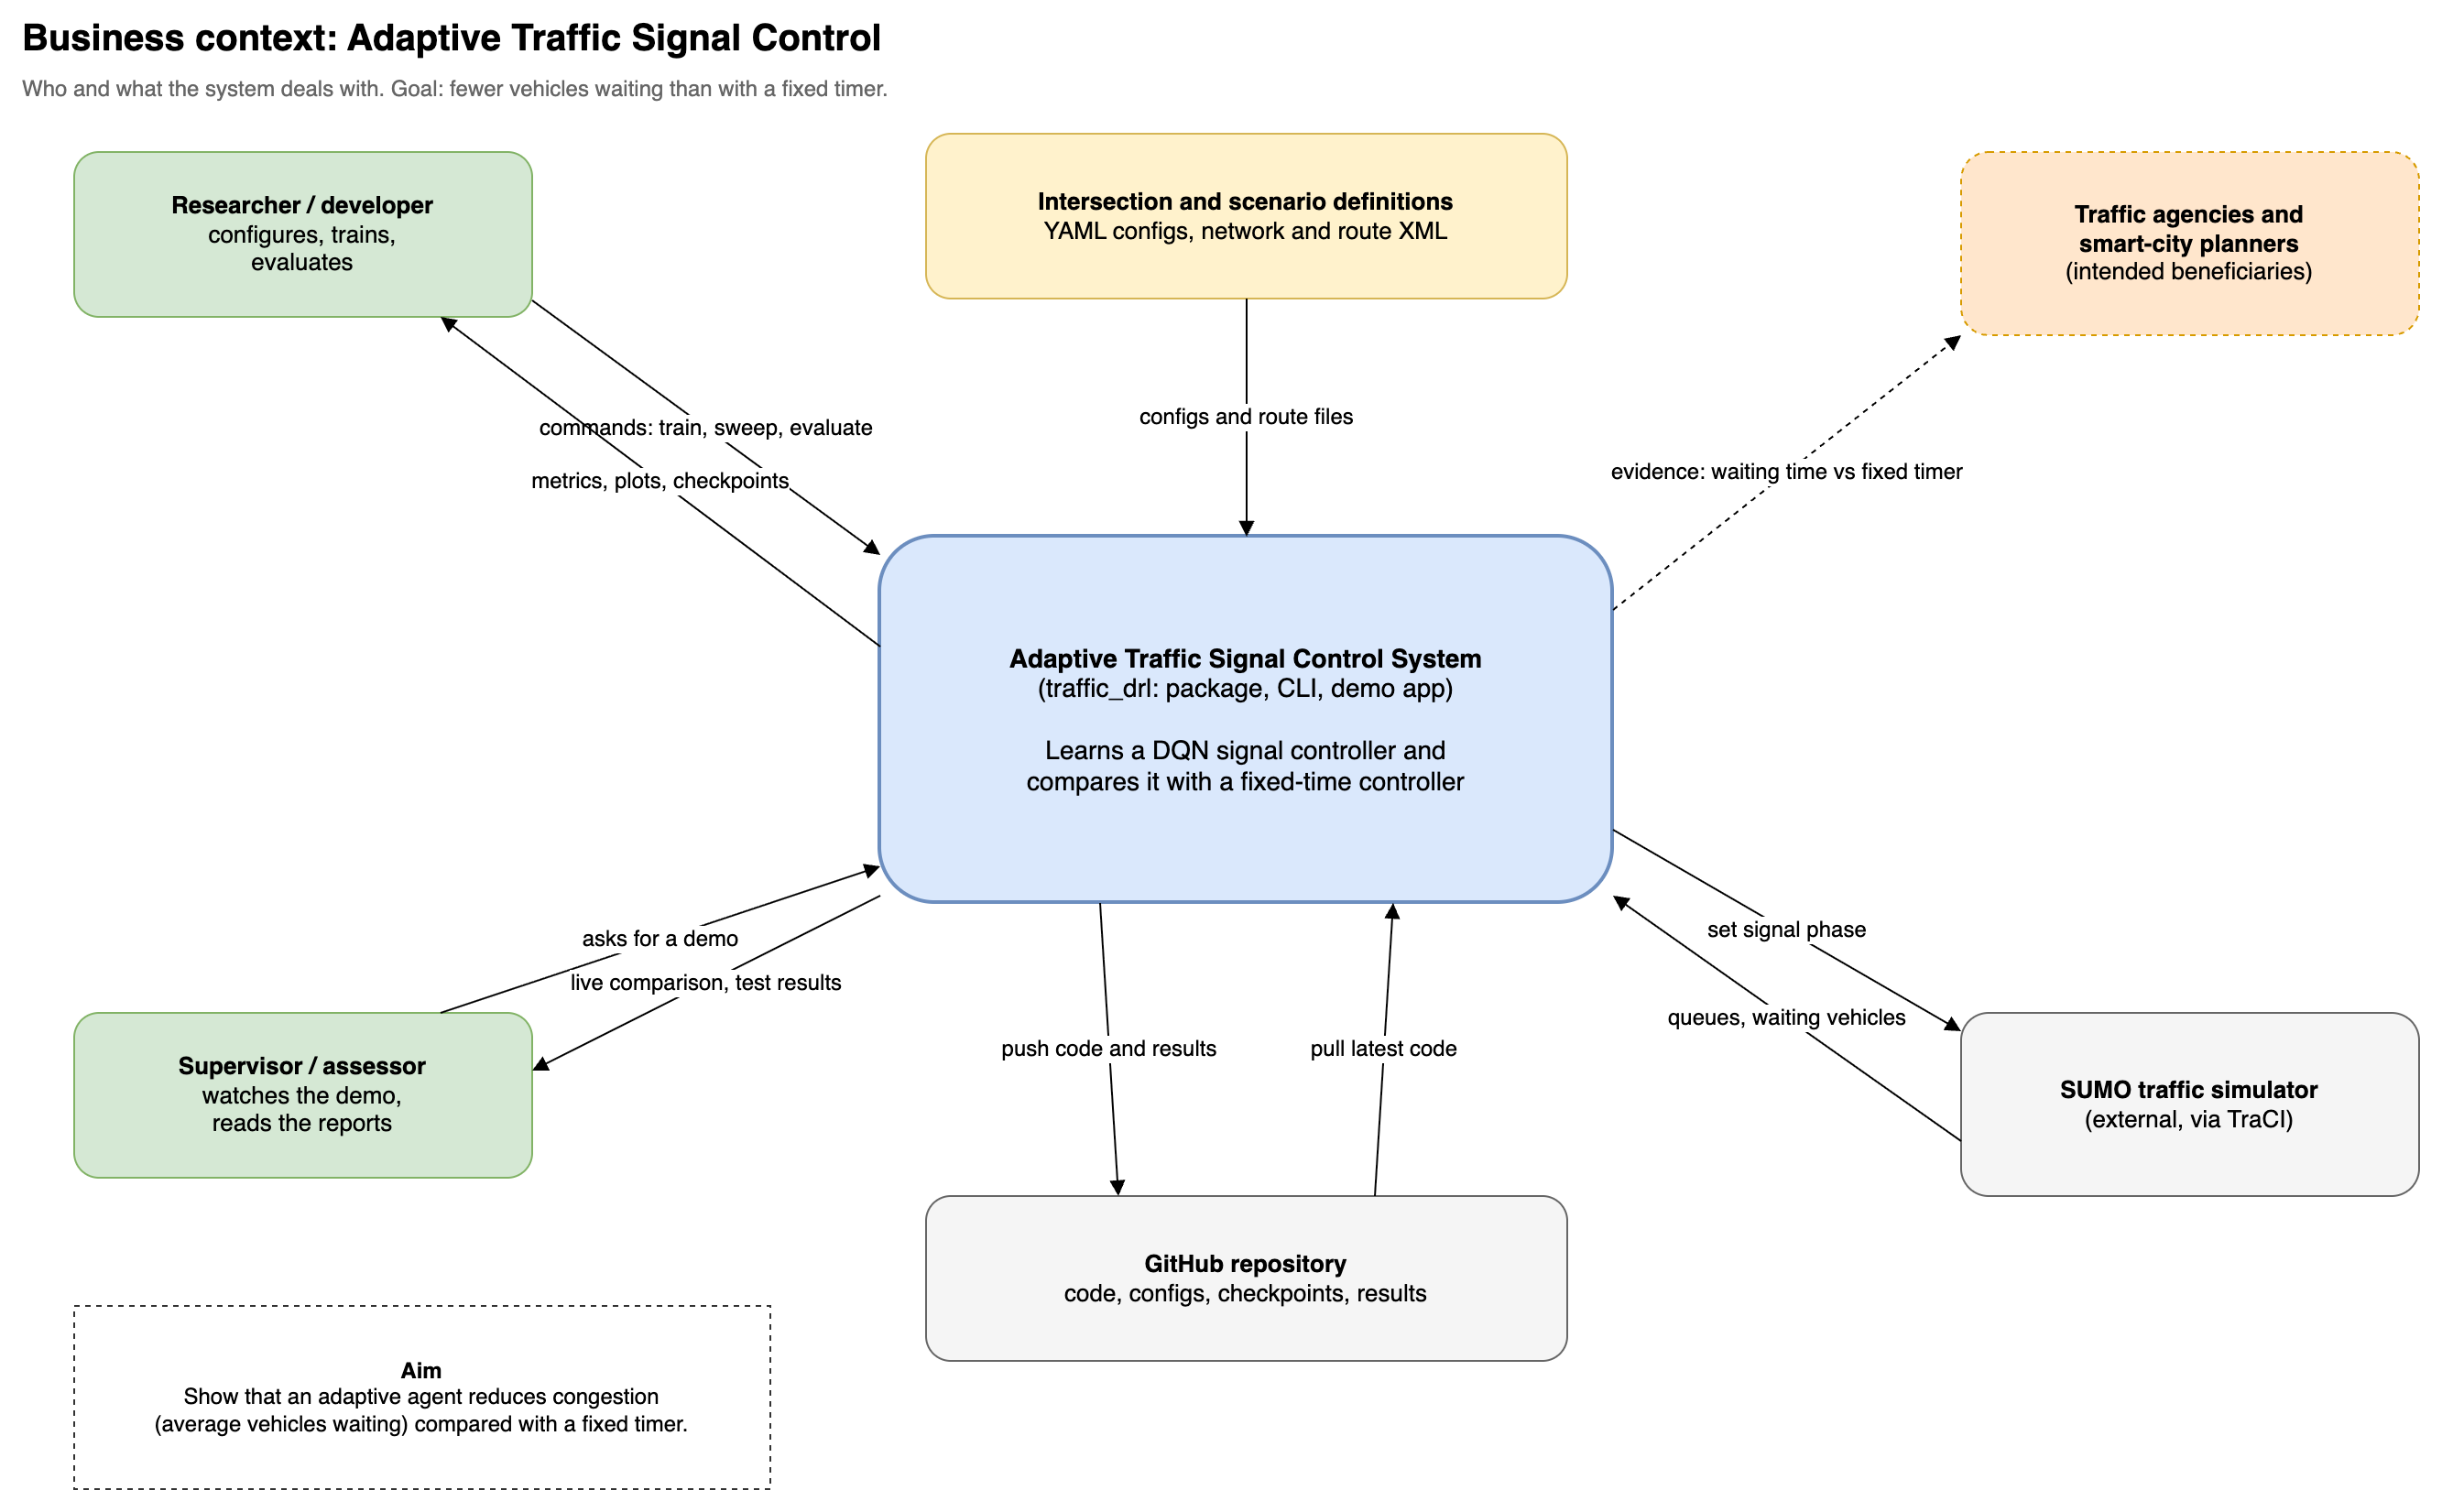 Business context: Adaptive Traffic Signal Control
Who and what the system deals with. Goal: fewer vehicles waiting than with a fixed timer.
Researcher / developer
configures, trains,
evaluates
Intersection and scenario definitions
YAML configs, network and route XML
Traffic agencies and
smart-city planners
(intended beneficiaries)
commands: train, sweep, evaluate
metrics, plots, checkpoints
configs and route files
evidence: waiting time vs fixed timer
Adaptive Traffic Signal Control System
(traffic_drl: package, CLI, demo app)
Learns a DQN signal controller and
compares it with a fixed-time controller
asks for a demo
live comparison, test results
set signal phase
queues, waiting vehicles
push code and results
pull latest code
Supervisor / assessor
watches the demo,
reads the reports
SUMO traffic simulator
(external, via TraCI)
GitHub repository
code, configs, checkpoints, results
Aim
Show that an adaptive agent reduces congestion
(average vehicles waiting) compared with a fixed timer.